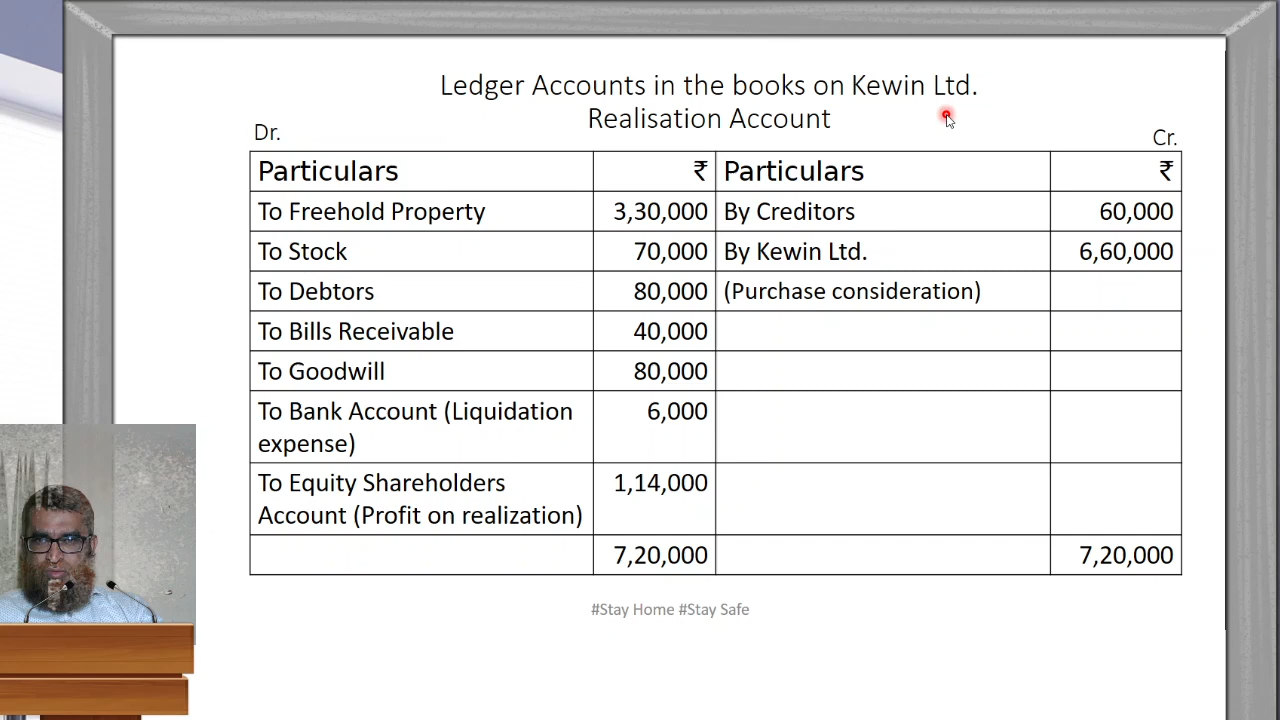 Ledger Accounts in the books on Kewin Ltd.
Realisation Account
Dr.
Cr.
Particulars ₹ Particulars ₹
To Freehold Property 3,30,000 By Creditors 60,000
To Stock 70,000 By Kewin Ltd. 6,60,000
To Debtors 80,000 (Purchase consideration)
To Bills Receivable 40,000
To Goodwill 80,000
To Bank Account (Liquidation 6,000
expense)
To Equity Shareholders 1,14,000
Account (Profit on realization)
7,20,000 7,20,000
#Stay Home #Stay Safe